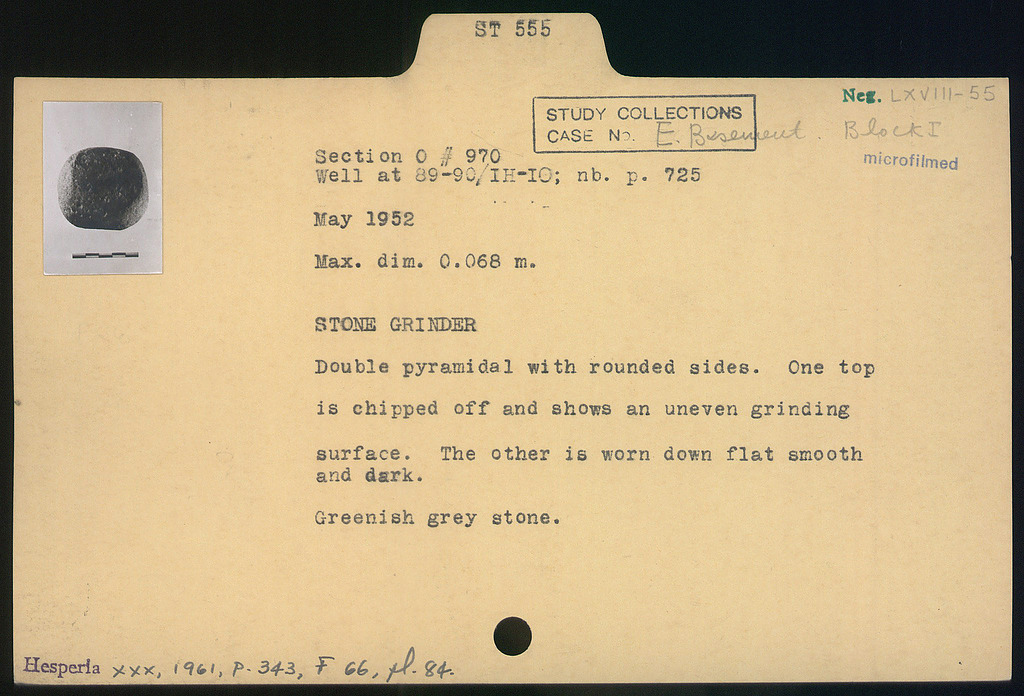 ST 555
Neg. LXVIII-55
STUDY COLLECTIONS
CASE No. E. Basement. Block I
microfilmed
Section O # 970
Well at 89-90/IH-IO; nb. p. 725
May 1952
Max. dim. 0.068 m.
STONE GRINDER
Double pyramidal with rounded sides. One top
is chipped off and shows an uneven grinding
surface. The other is worn down flat smooth
and dark.
Greenish grey stone.
Hesperia xxx, 1961, p. 343, F 66, pl. 84.